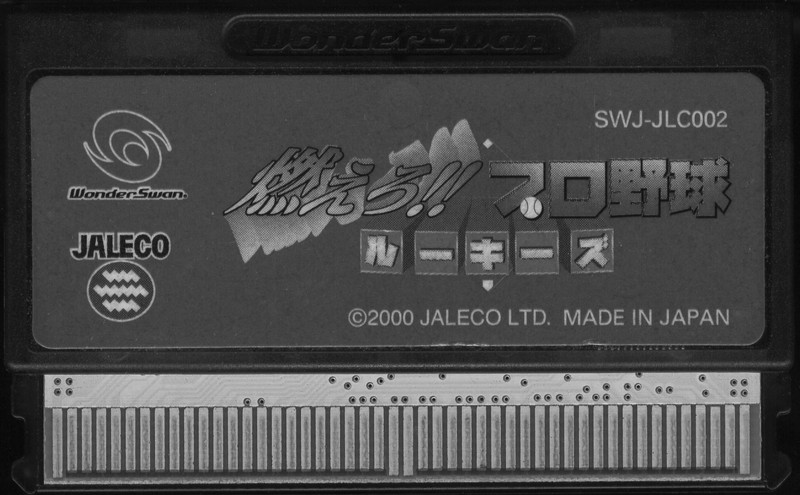 WonderSwan
SWJ-JLC002
WonderSwan
燃えろ!! プロ野球
JALECO
ルーキーズ
©2000 JALECO LTD. MADE IN JAPAN